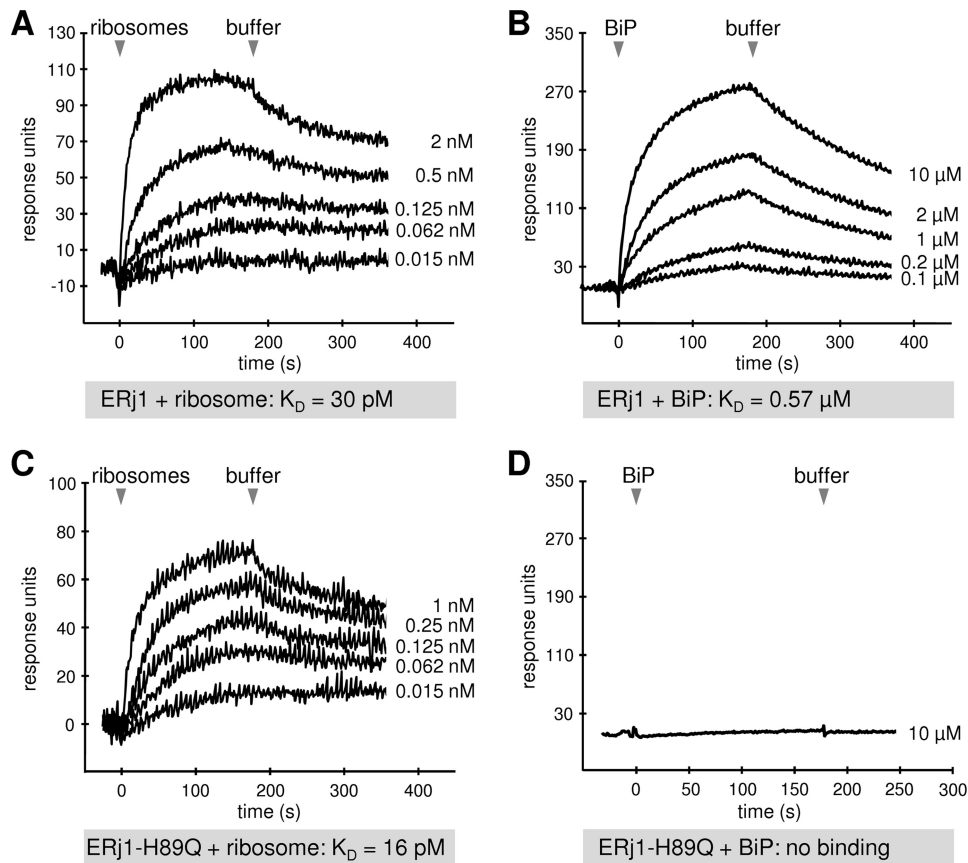 A
ribosomes buffer
130
110
90
70
50
30
10
-10
response units
2 nM
0.5 nM
0.125 nM
0.062 nM
0.015 nM
0 100 200 300 400
time (s)
ERj1 + ribosome: KD = 30 pM
B
BiP buffer
350
270
190
110
30
response units
10 µM
2 µM
1 µM
0.2 µM
0.1 µM
0 100 200 300 400
time (s)
ERj1 + BiP: KD = 0.57 µM
C
ribosomes buffer
100
80
60
40
20
0
response units
1 nM
0.25 nM
0.125 nM
0.062 nM
0.015 nM
0 100 200 300 400
time (s)
ERj1-H89Q + ribosome: KD = 16 pM
D
BiP buffer
350
270
190
110
30
response units
10 µM
0 50 100 150 200 250 300
time (s)
ERj1-H89Q + BiP: no binding